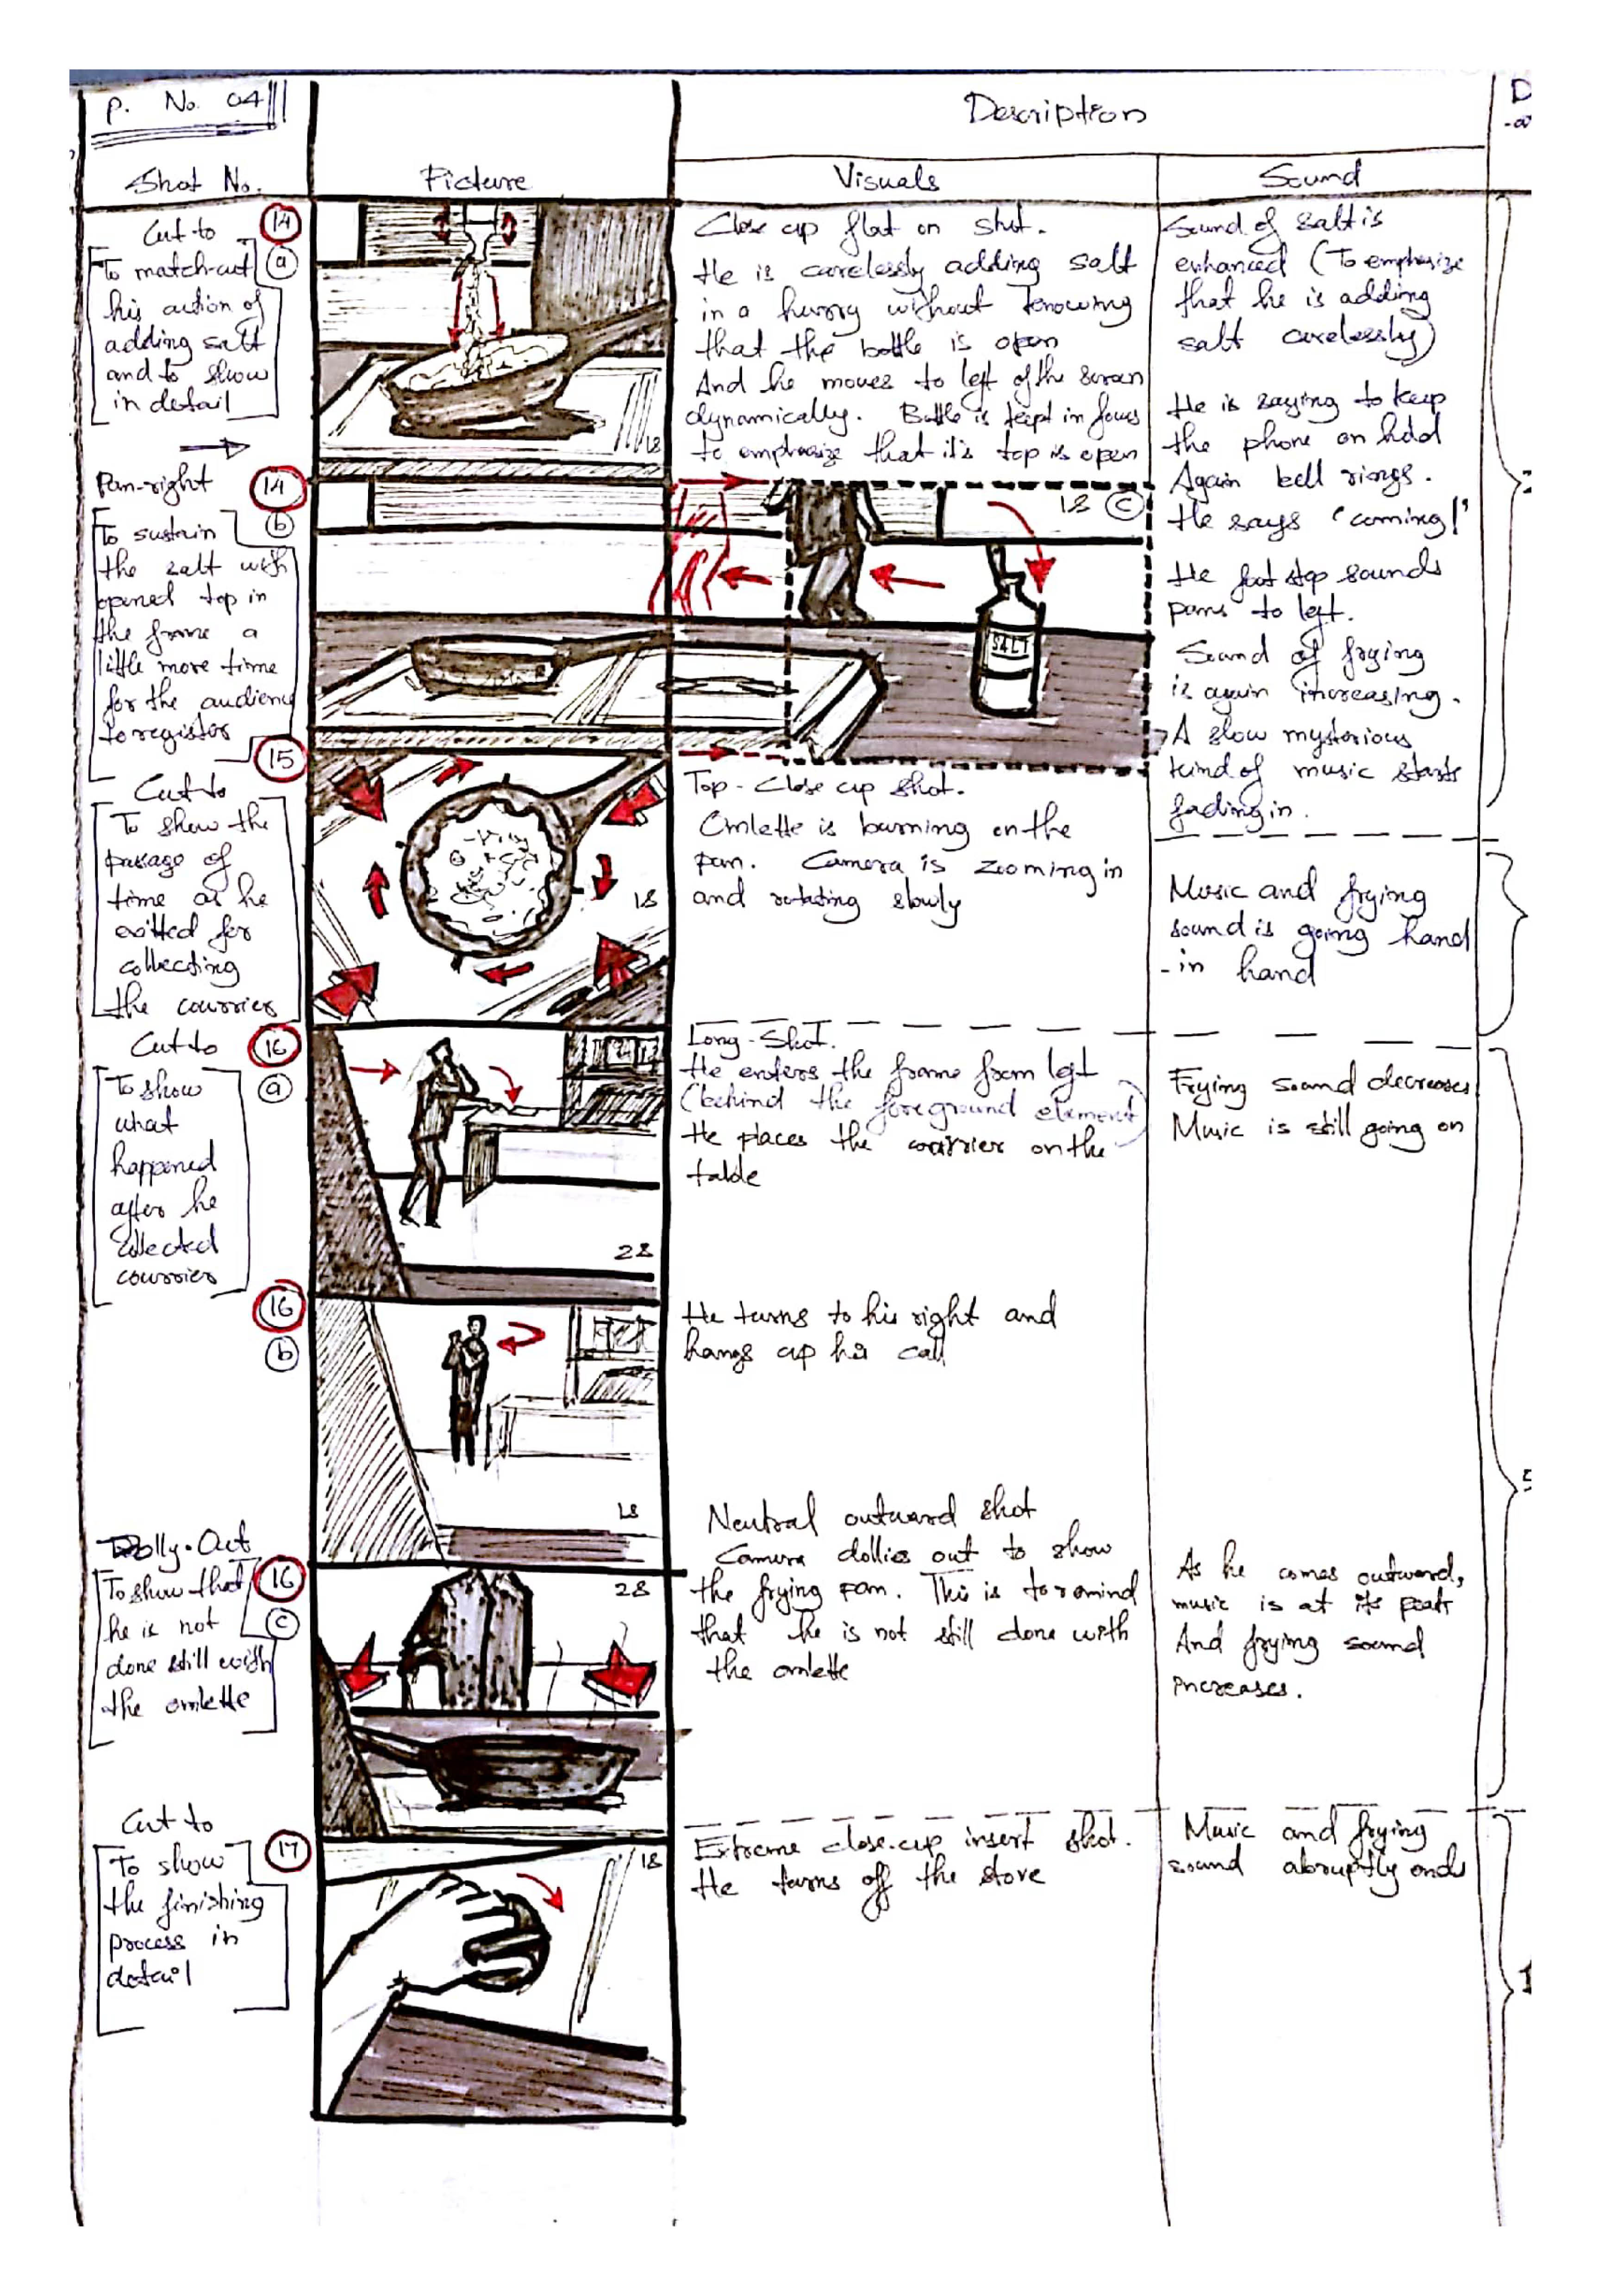 P. No. 04
Description
D
Shot No.
Picture
Visuals
Sound
Cut to
14
a
To match-cut
his action of
adding salt
and to show
in detail
1s
Close up flat on shot.
He is carelessly adding salt
in a hurry without knowing
that the bottle is open
And he moves to left of the screan
dynamically. Bottle is kept in focus
to emphasize that it's top is open
Sound of salt is
enhanced (To emphasize
that he is adding
salt carelessly)
He is saying to keep
the phone on hold
Again bell rings.
He says 'coming!'
He foot step sounds
pans to left.
Sound of frying
is again increasing.
A slow mysterious
kind of music starts
fading in.
Pan-right
14
b
To sustain
the salt with
opened top in
the frame a
little more time
for the audience
to register
1s
c
SALT
15
Cut to
To show the
passage of
time as he
exitted for
collecting
the courrier
1s
Top - Close up shot.
Omlette is burning on the
pan. Camera is zooming in
and rotating slowly
Music and frying
sound is going hand
-in hand
Cut to
16
a
To show
what
happened
after he
collected
courrier
2s
Long-Shot.
He enters the frame from left
(behind the foreground element)
He places the courrier on the
table
Frying sound decreases
Music is still going on
16
b
1s
He turns to his right and
hangs up his call
Dolly-Out
16
c
To show that
he is not
done still with
the omlette
2s
Neutral outward shot
Camera dollies out to show
the frying pan. This is to remind
that he is not still done with
the omlette
As he comes outward,
music is at its peak
And frying sound
increases.
Cut to
17
To show
the finishing
process in
detail
1s
Extreme close-up insert shot.
He turns off the stove
Music and frying
sound abruptly ends